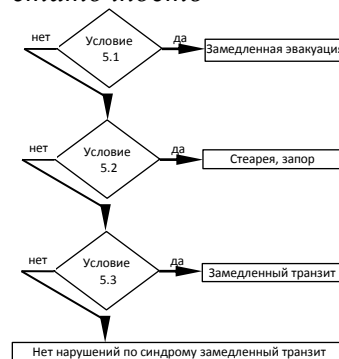 нет
Условие
5.1
да
Замедленная эвакуация
нет
Условие
5.2
да
Стеарея, запор
нет
Условие
5.3
да
Замедленный транзит
Нет нарушений по синдрому замедленный транзит